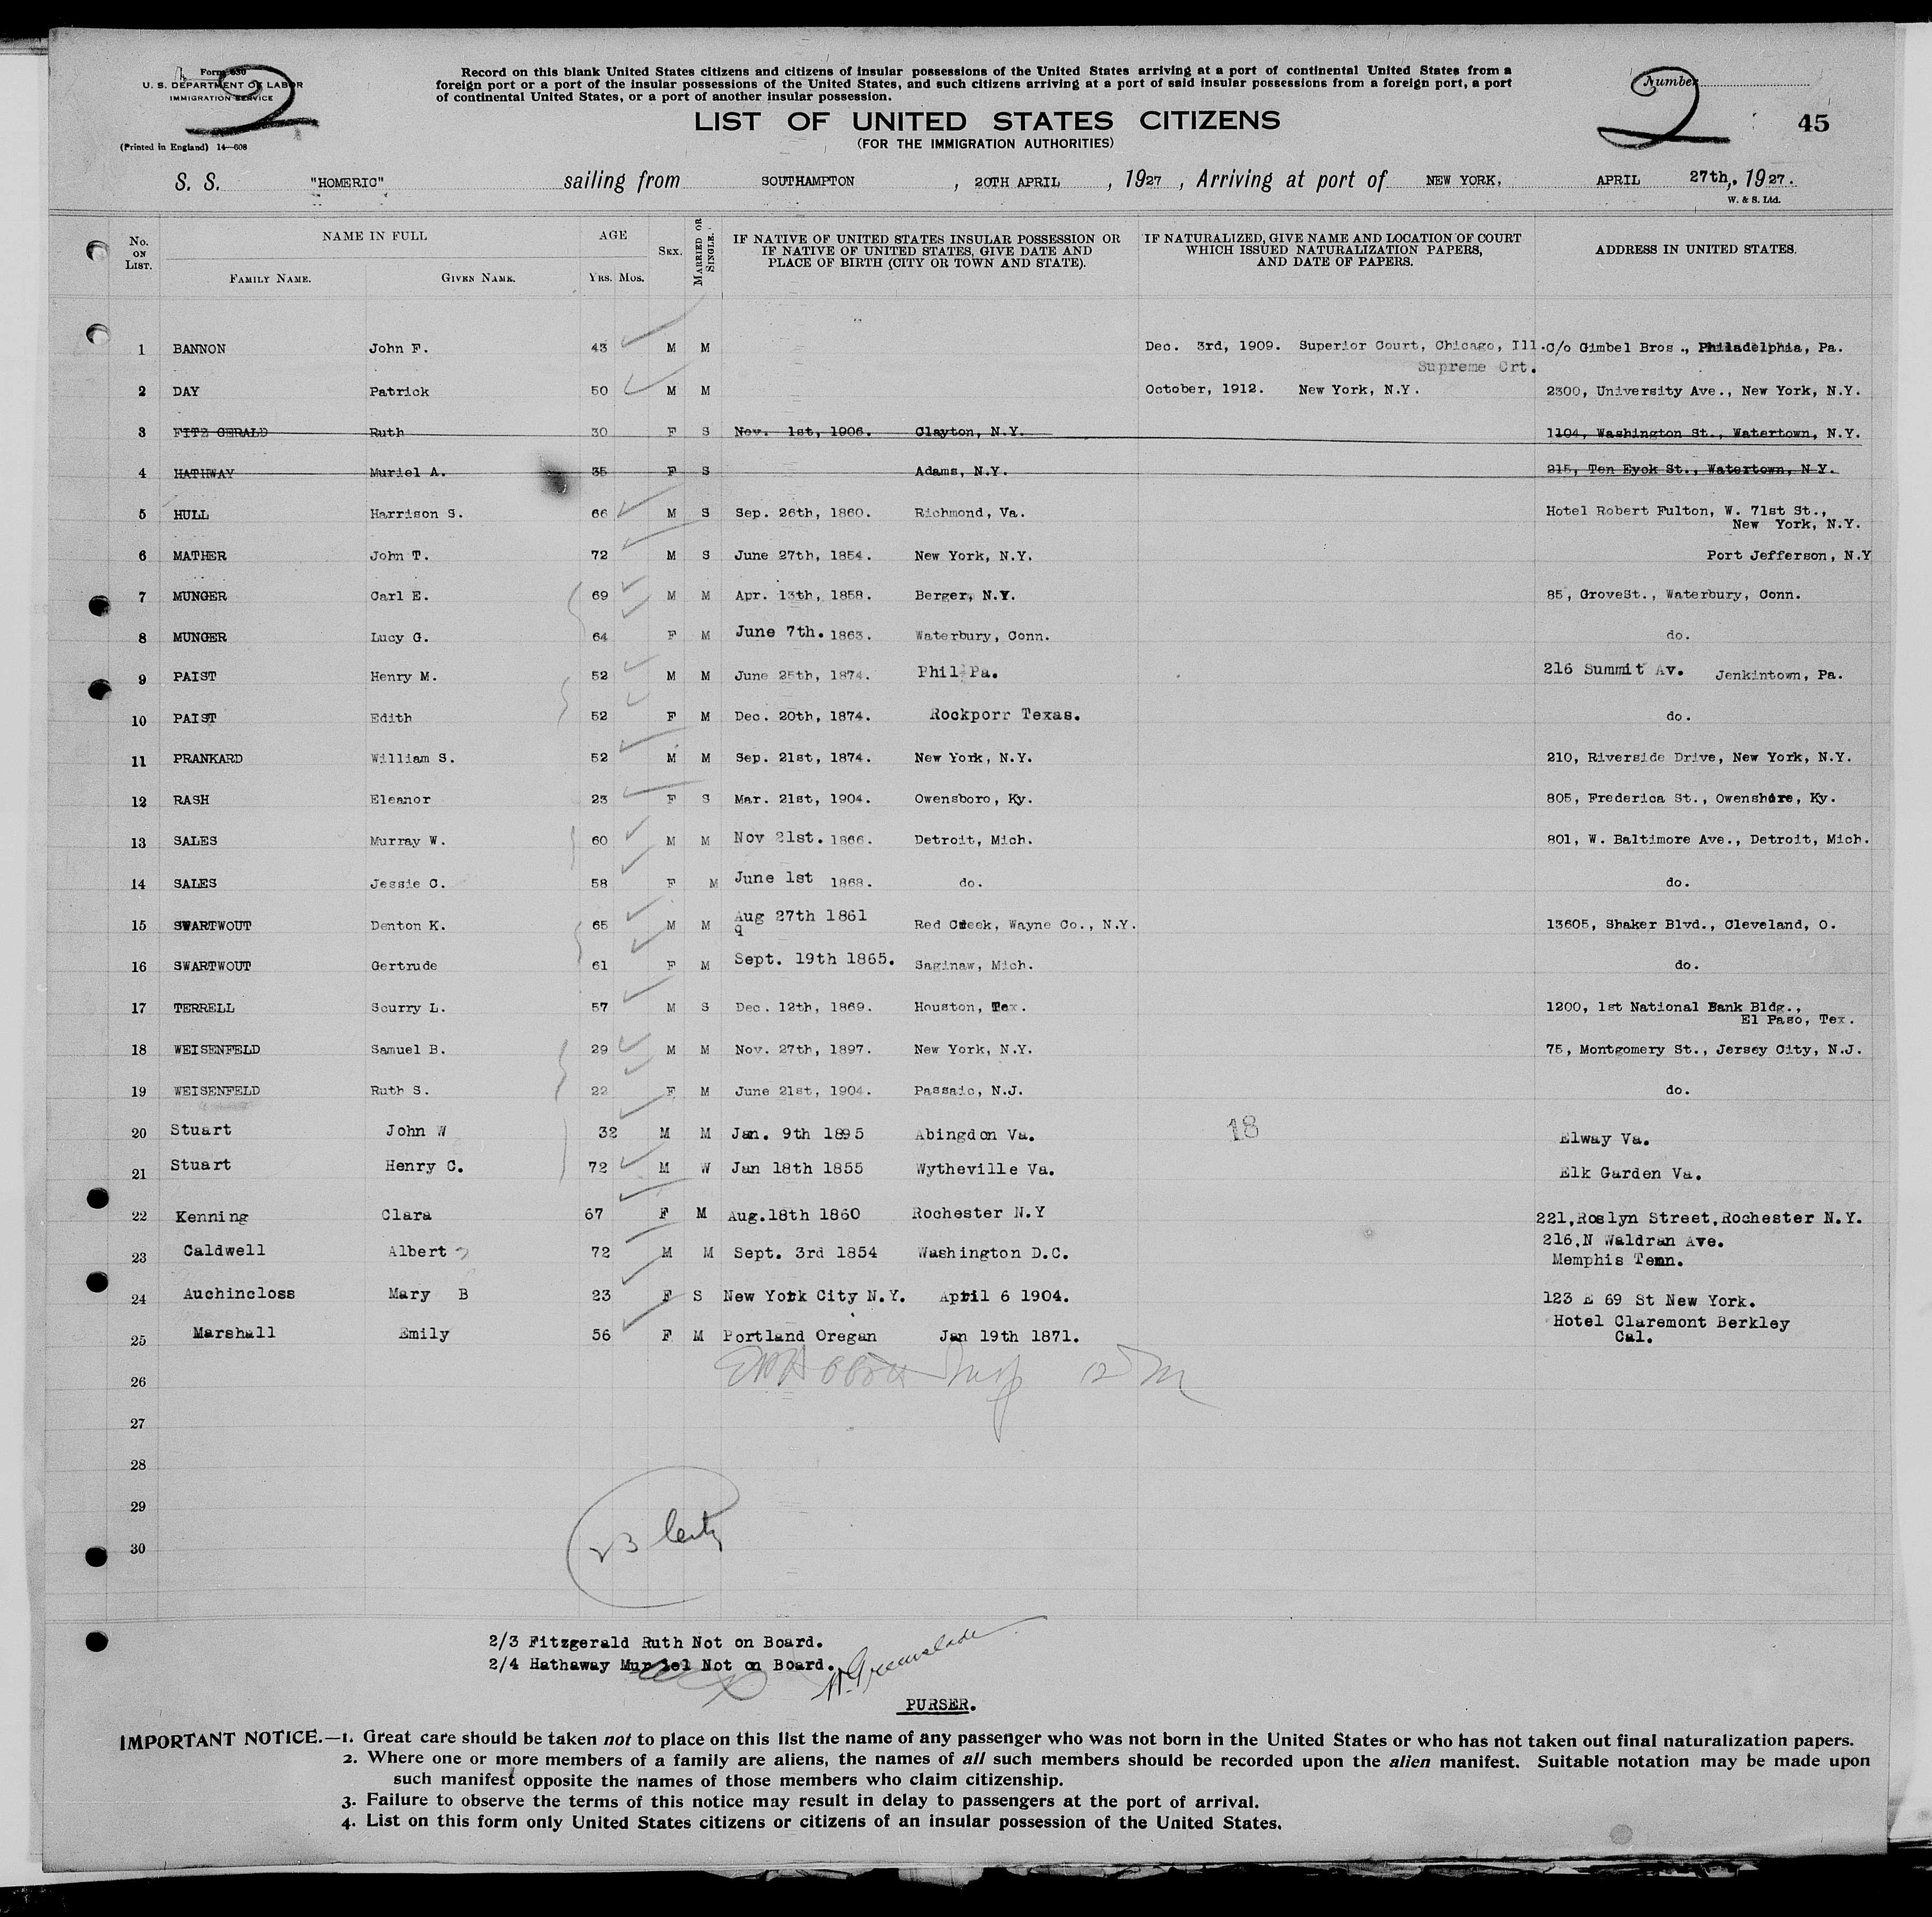 Form 630
U. S. DEPARTMENT OF LABOR
IMMIGRATION SERVICE
(Printed in England) 14—608
2
Record on this blank United States citizens and citizens of insular possessions of the United States arriving at a port of continental United States from a
foreign port or a port of the insular possessions of the United States, and such citizens arriving at a port of said insular possessions from a foreign port, a port
of continental United States, or a port of another insular possession.
LIST OF UNITED STATES CITIZENS
(FOR THE IMMIGRATION AUTHORITIES)
Number
2
45
S. S. "HOMERIC" sailing from SOUTHAMPTON , 20TH APRIL , 1927 , Arriving at port of NEW YORK, APRIL 27th,. 1927.
W. & S. Ltd.
No. ON LIST. NAME IN FULL FAMILY NAME. GIVEN NAME. AGE YRS. MOS. SEX. MARRIED OR SINGLE. IF NATIVE OF UNITED STATES INSULAR POSSESSION OR IF NATIVE OF UNITED STATES, GIVE DATE AND PLACE OF BIRTH (CITY OR TOWN AND STATE). IF NATURALIZED, GIVE NAME AND LOCATION OF COURT WHICH ISSUED NATURALIZATION PAPERS, AND DATE OF PAPERS. ADDRESS IN UNITED STATES.
1 BANNON John F. 43 M M Dec. 3rd, 1909. Superior Court, Chicago, Ill. c/o Gimbel Bros., Philadelphia, Pa.
Supreme Crt.
2 DAY Patrick 50 M M October, 1912. New York, N.Y. 2300, University Ave., New York, N.Y.
3 FITZ GERALD Ruth 30 F S Nov. 1st, 1906. Clayton, N.Y. 1104, Washington St., Watertown, N.Y.
4 HATHWAY Muriel A. 35 F S Adams, N.Y. 215, Ten Eyck St., Watertown, N Y.
5 HULL Harrison S. 66 M S Sep. 26th, 1860. Richmond, Va. Hotel Robert Fulton, W. 71st St.,
New York, N.Y.
6 MATHER John T. 72 M S June 27th, 1854. New York, N.Y. Port Jefferson, N.Y
7 MUNGER Carl E. 69 M M Apr. 13th, 1858. Berger, N.Y. 85, GroveSt., Waterbury, Conn.
8 MUNGER Lucy G. 64 F M June 7th. 1863. Waterbury, Conn. do.
9 PAIST Henry M. 52 M M June 25th, 1874. Phil Pa. 216 Summit Av. Jenkintown, Pa.
10 PAIST Edith 52 F M Dec. 20th, 1874. Rockporr Texas. do.
11 PRANKARD William S. 52 M M Sep. 21st, 1874. New York, N.Y. 210, Riverside Drive, New York, N.Y.
12 RASH Eleanor 23 F S Mar. 21st, 1904. Owensboro, Ky. 805, Frederica St., Owenshore, Ky.
13 SALES Murray W. 60 M M Nov 21st. 1866. Detroit, Mich. 801, W. Baltimore Ave., Detroit, Mich.
14 SALES Jessie C. 58 F M June 1st 1868. do. do.
15 SWARTWOUT Denton K. 65 M M Aug 27th 1861 Red Creek, Wayne Co., N.Y. 13605, Shaker Blvd., Cleveland, O.
q
16 SWARTWOUT Gertrude 61 F M Sept. 19th 1865. Saginaw, Mich. do.
17 TERRELL Scurry L. 57 M S Dec. 12th, 1869. Houston, Tex. 1200, 1st National Bank Bldg.,
El Paso, Tex.
18 WEISENFELD Samuel B. 29 M M Nov. 27th, 1897. New York, N.Y. 75, Montgomery St., Jersey City, N.J.
19 WEISENFELD Ruth S. 22 F M June 21st, 1904. Passaic, N.J. do.
20 Stuart John W 32 M M Jan. 9th 1895 Abingdon Va. 18 Elway Va.
21 Stuart Henry C. 72 M W Jan 18th 1855 Wytheville Va. Elk Garden Va.
22 Kenning Clara 67 F M Aug.18th 1860 Rochester N.Y 221,Roslyn Street,Rochester N.Y.
23 Caldwell Albert 72 M M Sept. 3rd 1854 Washington D.C. 216,N Waldran Ave.
Memphis Tenn.
24 Auchincloss Mary B 23 F S New York City N.Y. April 6 1904. 123 E 69 St New York.
25 Marshall Emily 56 F M Portland Oregan Jan 19th 1871. Hotel Claremont Berkley
Cal.
26
27
28
29
30
23
2/3 Fitzgerald Ruth Not on Board.
2/4 Hathaway Muriel Not on Board.
Greenslade
PURSER.
IMPORTANT NOTICE.—1. Great care should be taken not to place on this list the name of any passenger who was not born in the United States or who has not taken out final naturalization papers.
2. Where one or more members of a family are aliens, the names of all such members should be recorded upon the alien manifest. Suitable notation may be made upon
such manifest opposite the names of those members who claim citizenship.
3. Failure to observe the terms of this notice may result in delay to passengers at the port of arrival.
4. List on this form only United States citizens or citizens of an insular possession of the United States.